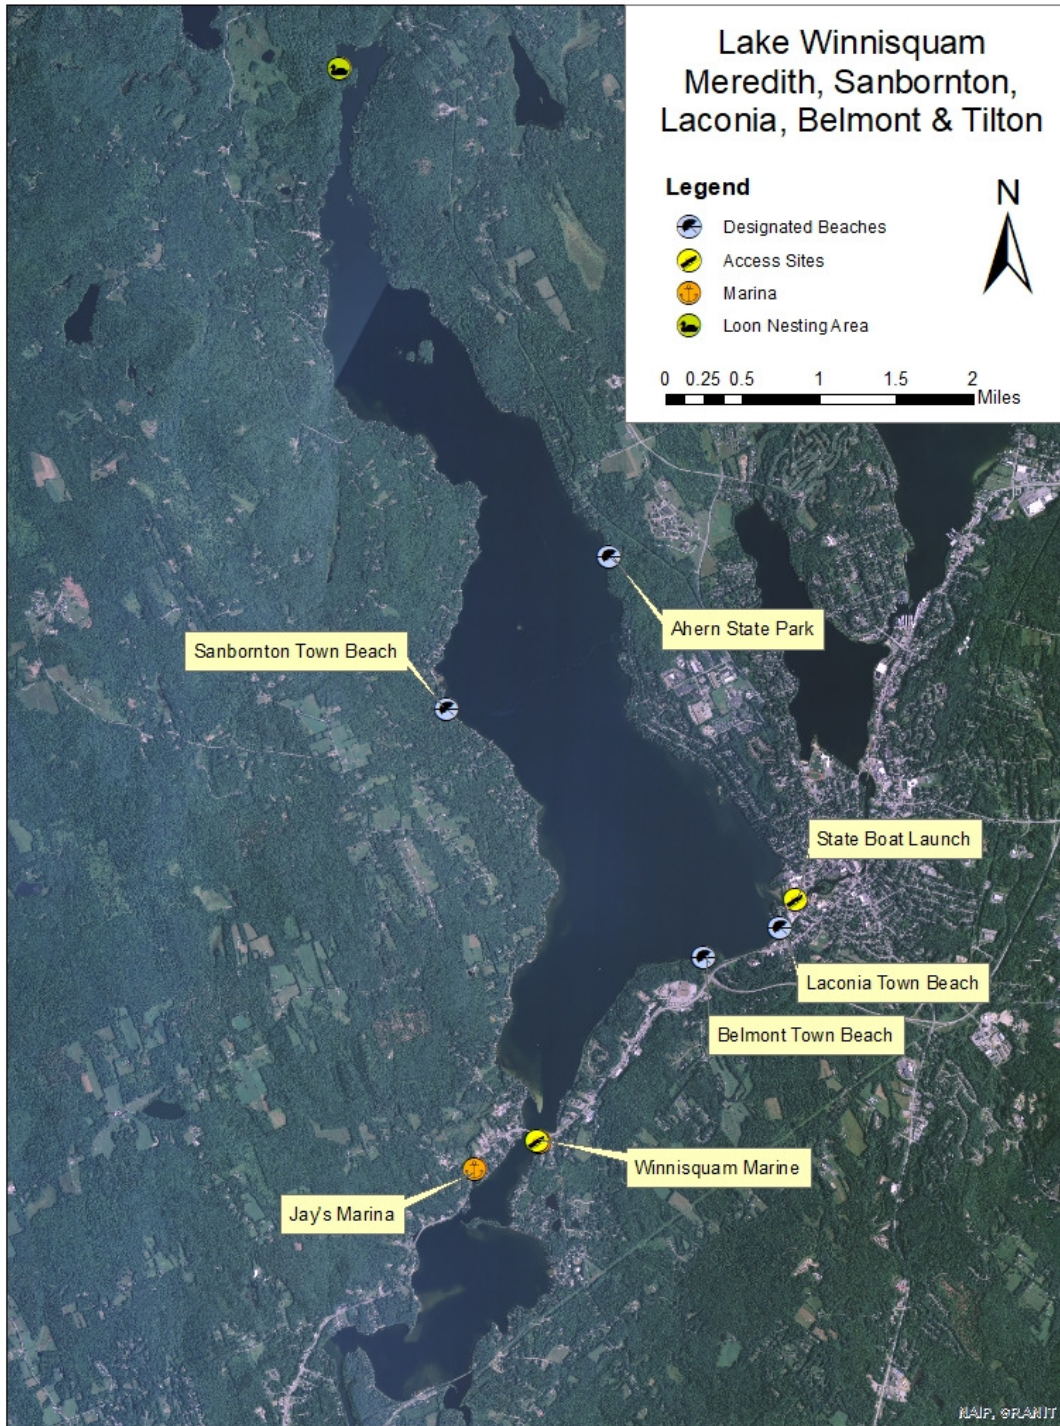 Lake Winnisquam
Meredith, Sanbornton,
Laconia, Belmont & Tilton
Legend
N
Designated Beaches
Access Sites
Marina
Loon Nesting Area
0 0.25 0.5 1 1.5 2
Miles
Ahern State Park
Sanbornton Town Beach
State Boat Launch
Laconia Town Beach
Belmont Town Beach
Winnisquam Marine
Jay's Marina
NAIP, GRANIT